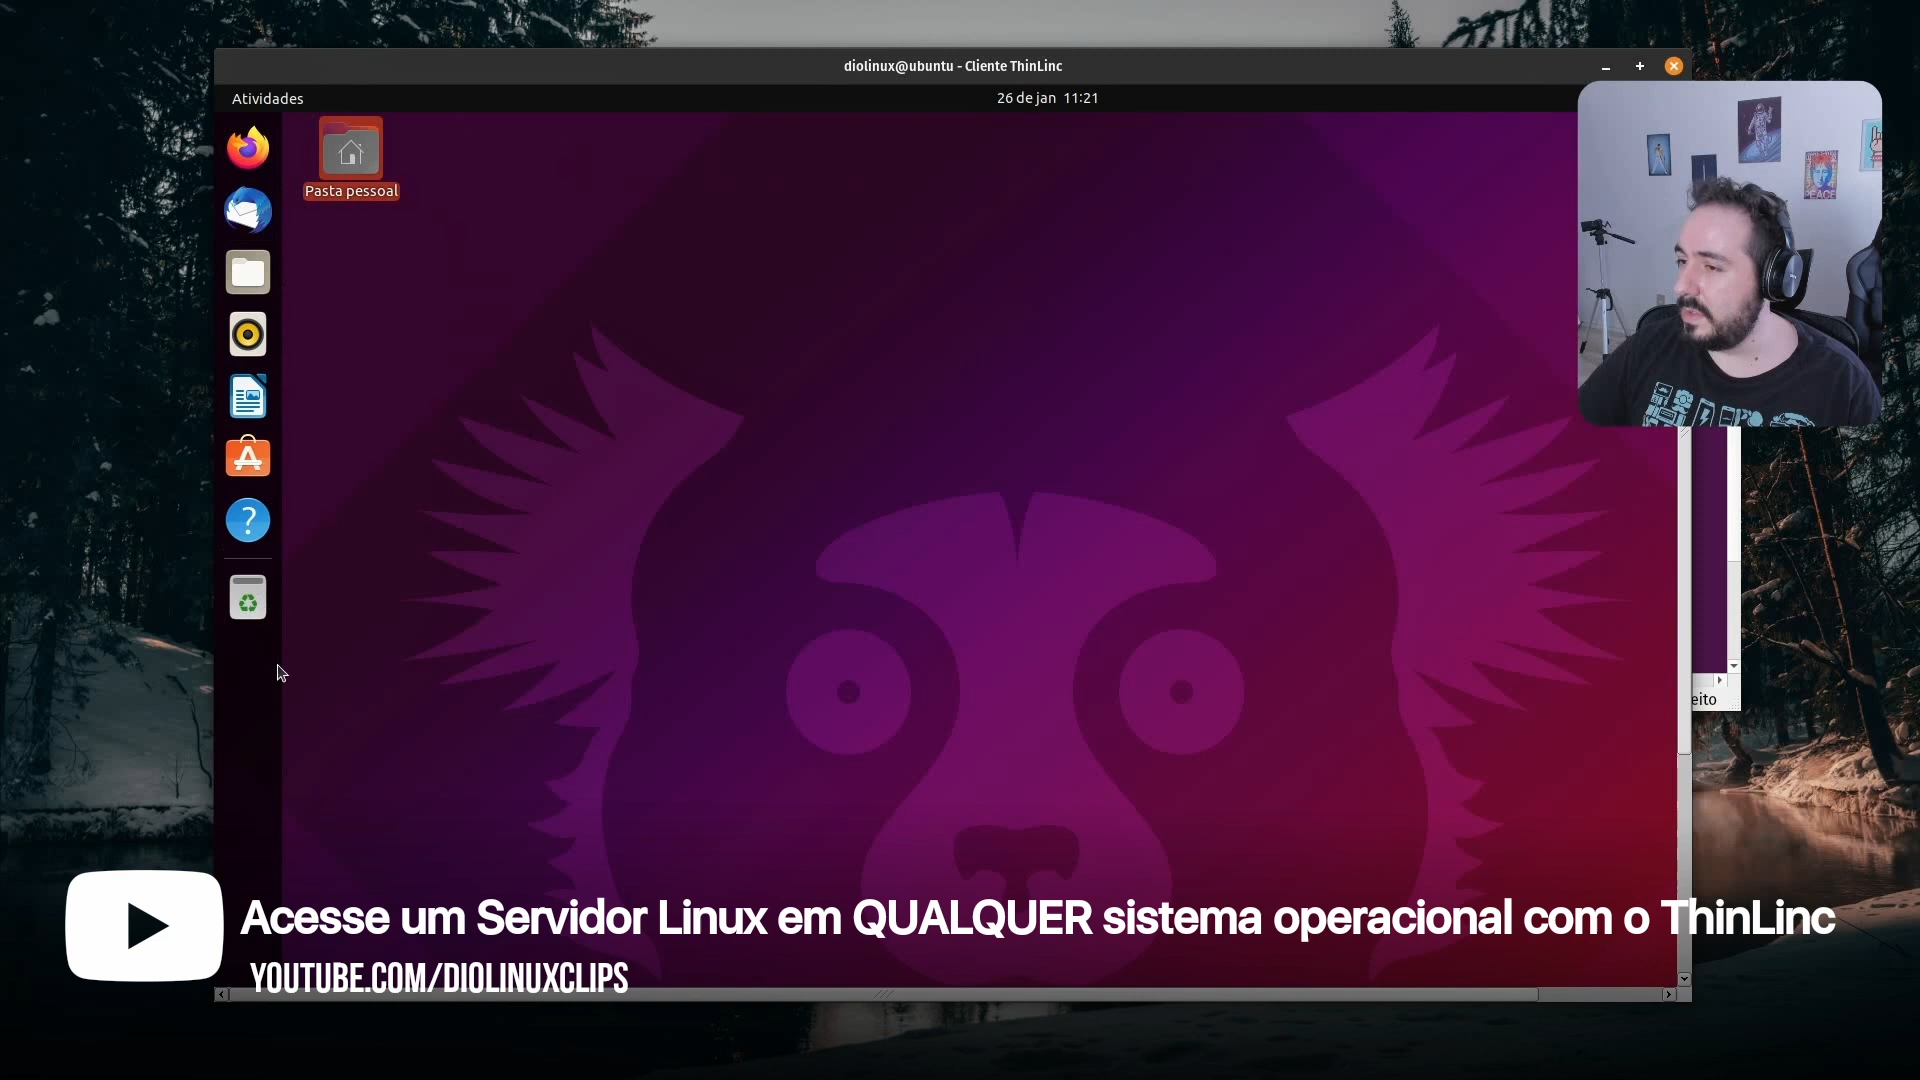 diolinux@ubuntu - Cliente ThinLinc
Atividades
26 de jan 11:21
Pasta pessoal
PEACE
?
eito
Acesse um Servidor Linux em QUALQUER sistema operacional com o ThinLinc
YOUTUBE.COM/DIOLINUXCLIPS